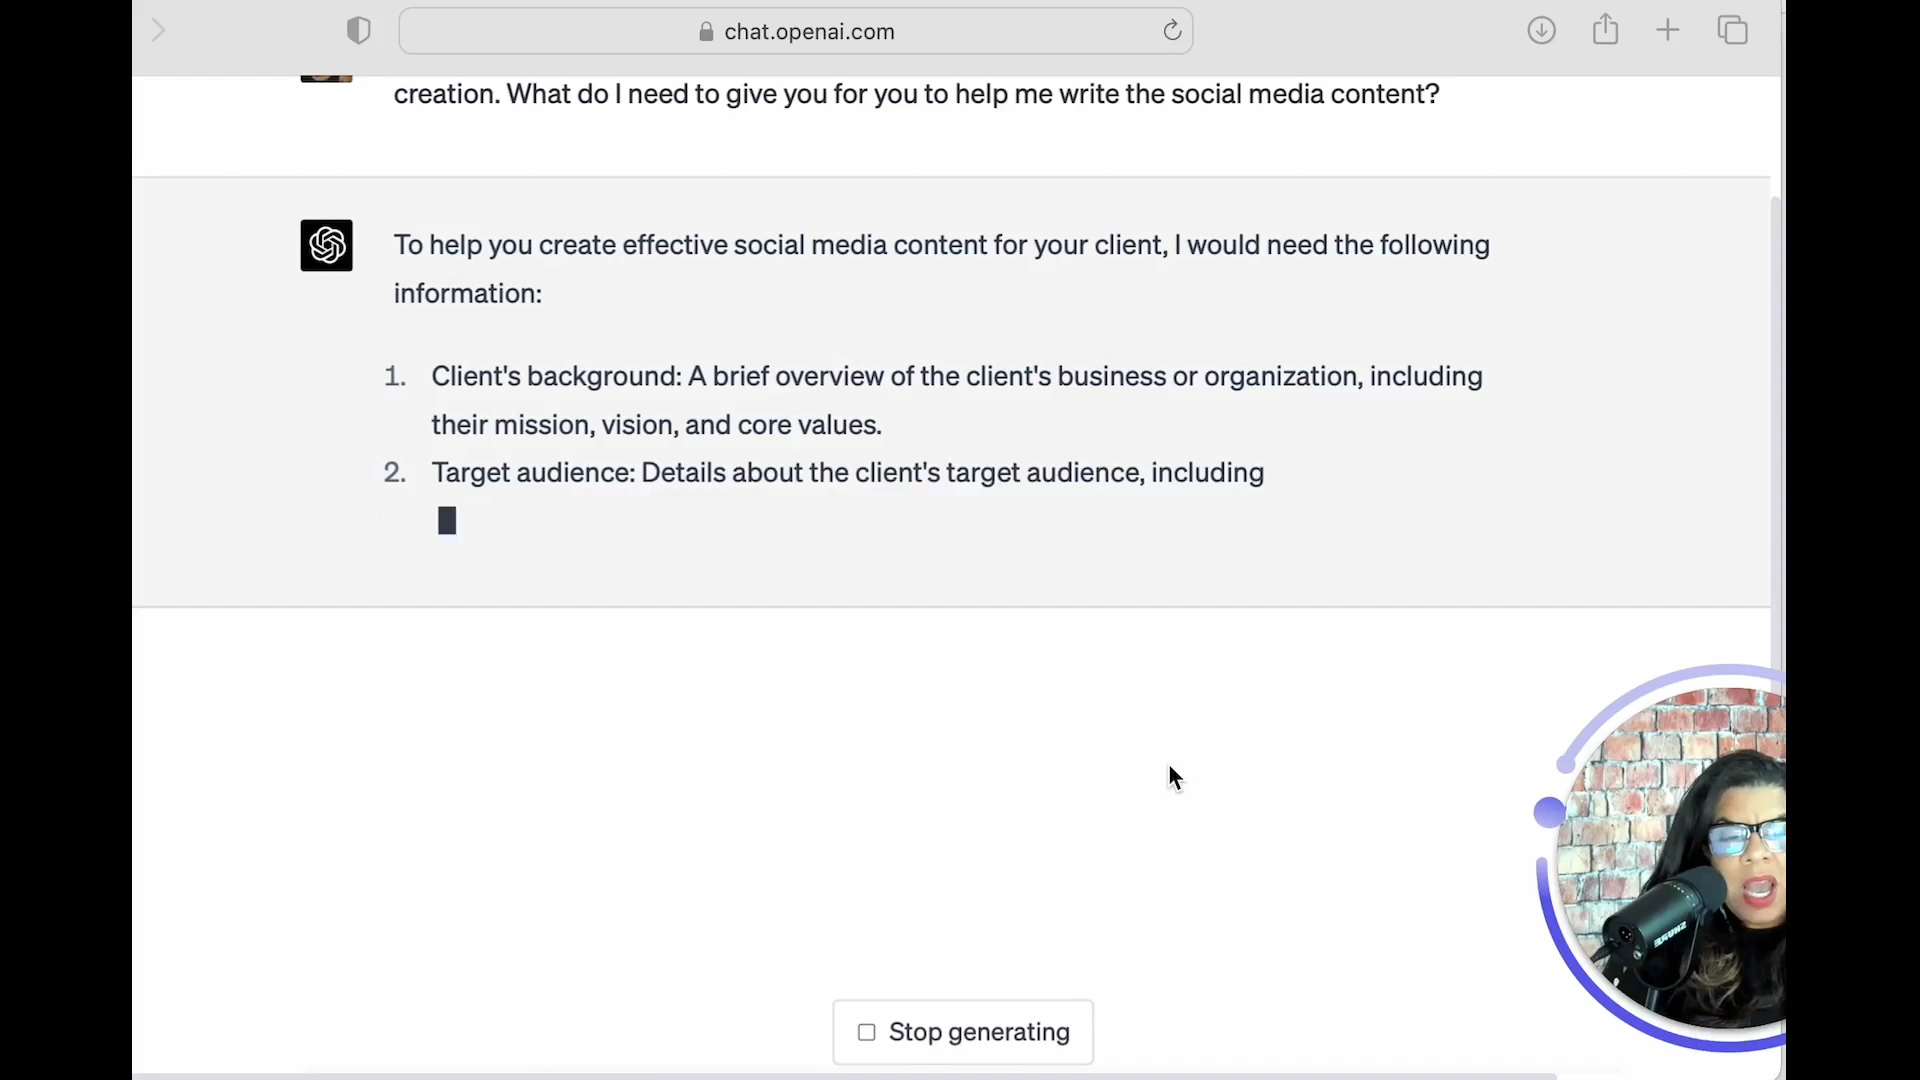 chat.openai.com
creation. What do I need to give you for you to help me write the social media content?
To help you create effective social media content for your client, I would need the following
information:
1. Client's background: A brief overview of the client's business or organization, including
their mission, vision, and core values.
2. Target audience: Details about the client's target audience, including
Stop generating